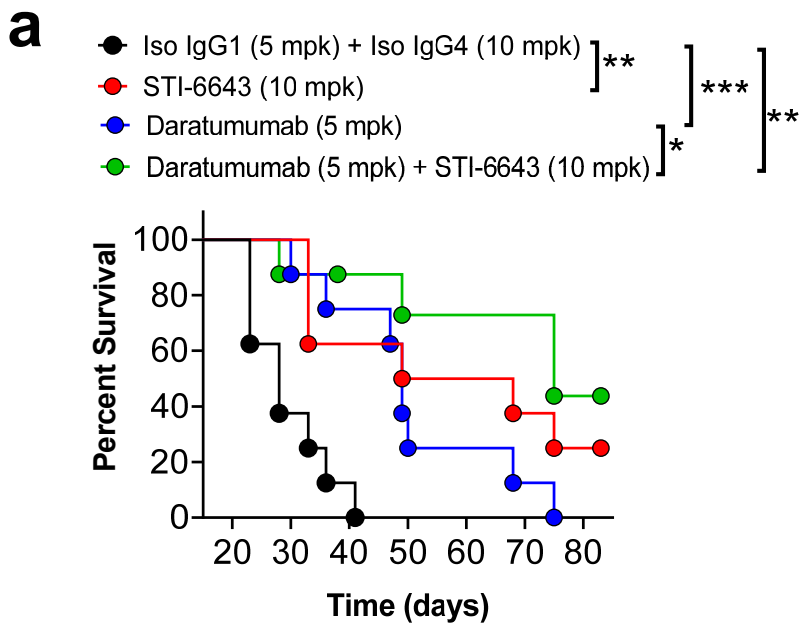 a
Iso IgG1 (5 mpk) + Iso IgG4 (10 mpk)
STI-6643 (10 mpk)
Daratumumab (5 mpk)
Daratumumab (5 mpk) + STI-6643 (10 mpk)
**
***
**
*
Percent Survival
100
80
60
40
20
0
20 30 40 50 60 70 80
Time (days)